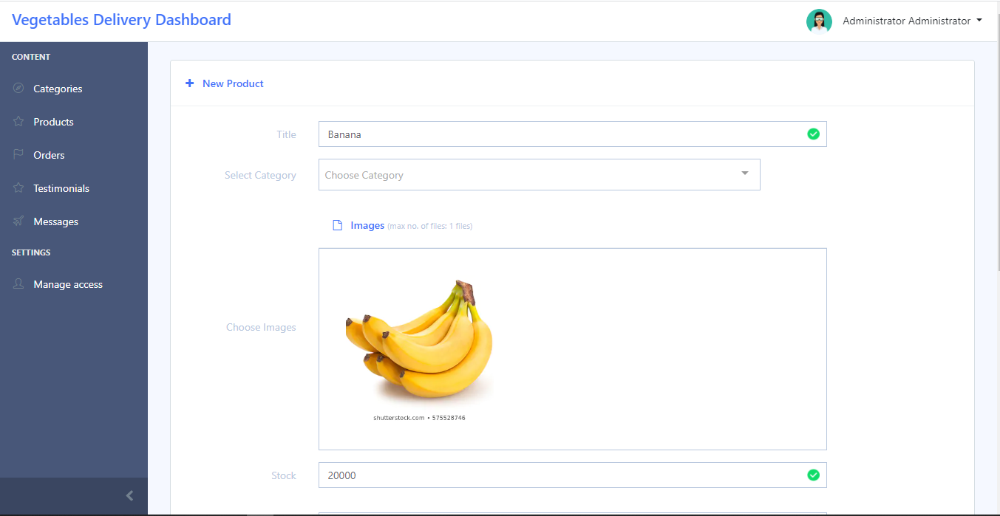 Vegetables Delivery Dashboard
Administrator Administrator
CONTENT
Categories
Products
Orders
Testimonials
Messages
SETTINGS
Manage access
New Product
Title
Banana
Select Category
Choose Category
Images (max no. of files: 1 files)
Choose Images
shutterstock.com • 575528746
Stock
20000